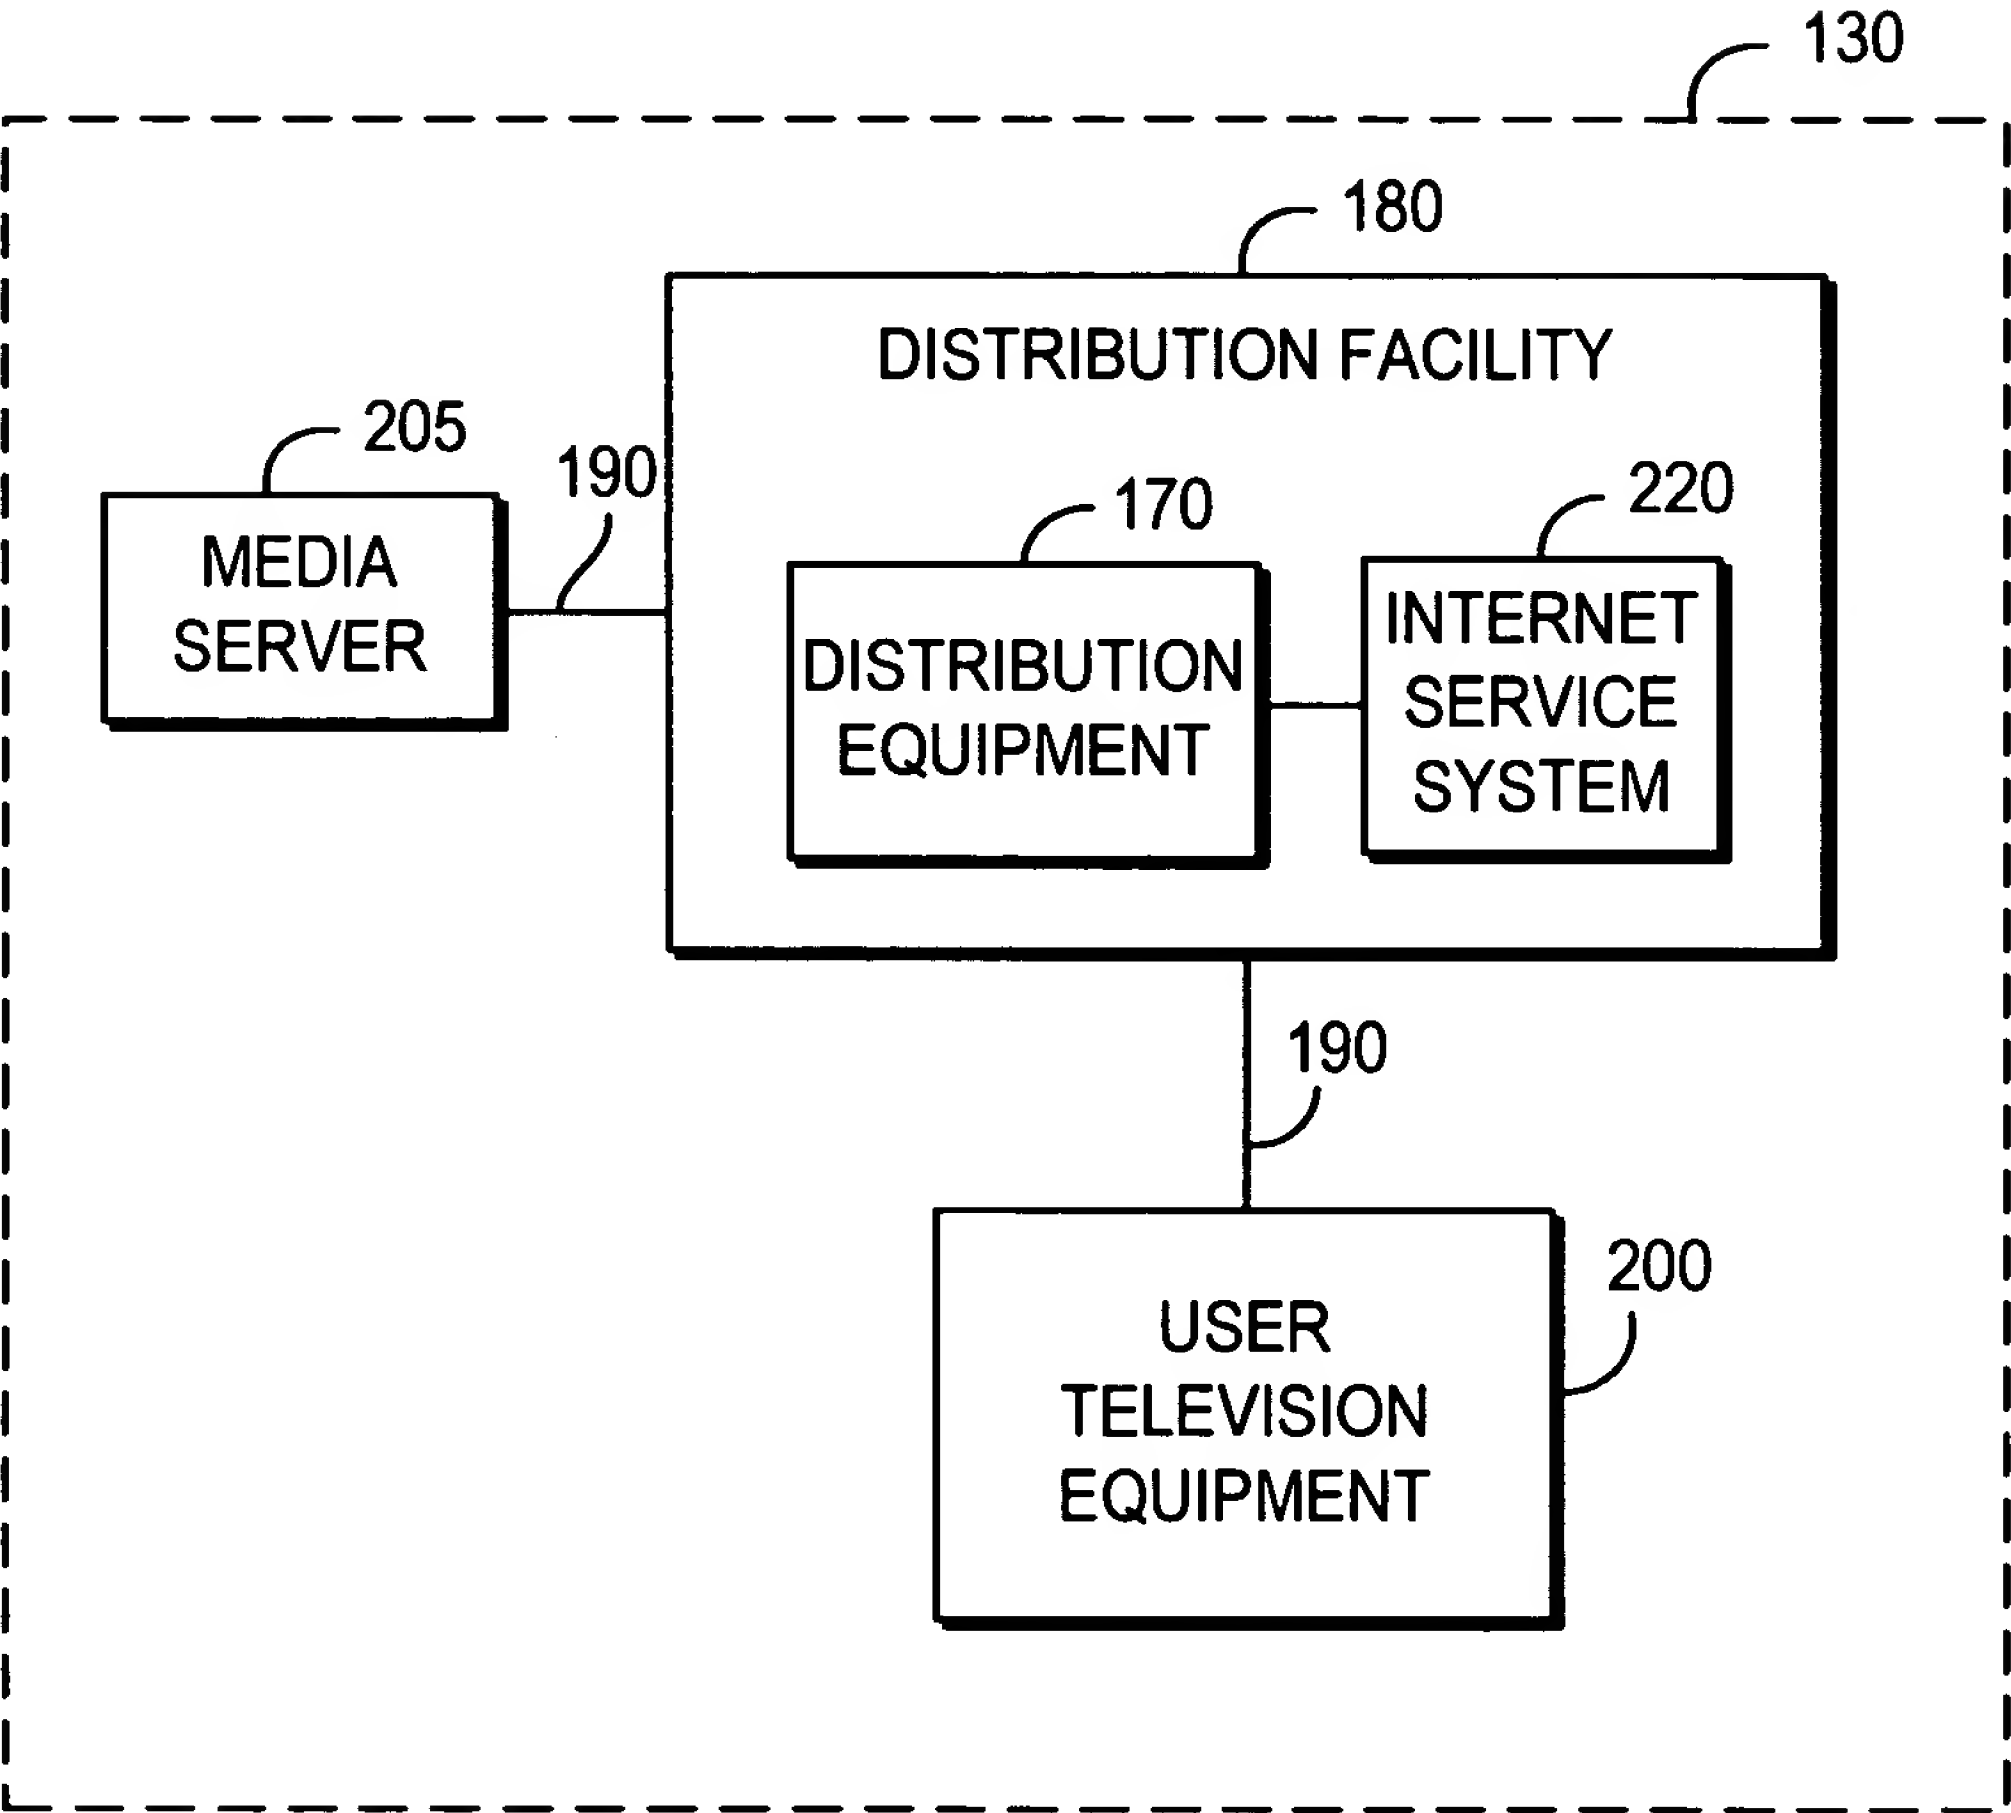 130
180
DISTRIBUTION FACILITY
205
190
MEDIA
SERVER
170
220
DISTRIBUTION
EQUIPMENT
INTERNET
SERVICE
SYSTEM
190
200
USER
TELEVISION
EQUIPMENT